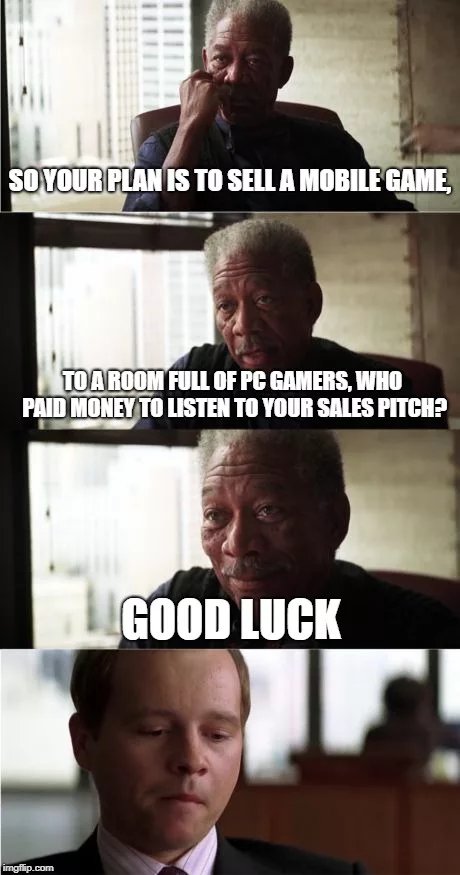 SO YOUR PLAN IS TO SELL A MOBILE GAME,
TO A ROOM FULL OF PC GAMERS, WHO
PAID MONEY TO LISTEN TO YOUR SALES PITCH?
GOOD LUCK
imgflip.com